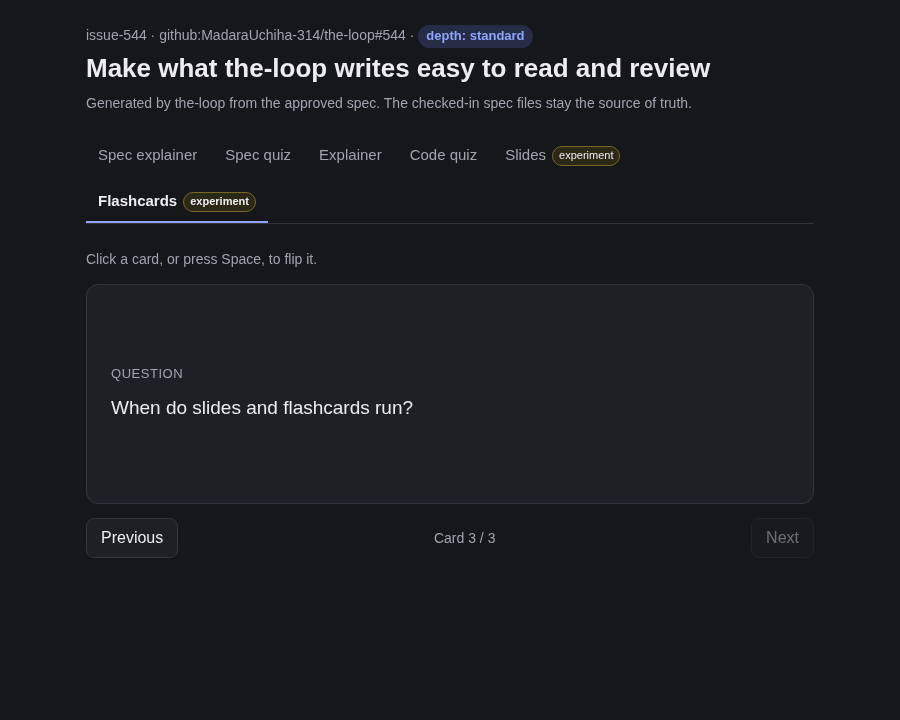 issue-544 · github:MadaraUchiha-314/the-loop#544 · depth: standard
Make what the-loop writes easy to read and review
Generated by the-loop from the approved spec. The checked-in spec files stay the source of truth.
Spec explainer Spec quiz Explainer Code quiz Slides experiment
Flashcards experiment
Click a card, or press Space, to flip it.
QUESTION
When do slides and flashcards run?
Previous Card 3 / 3 Next